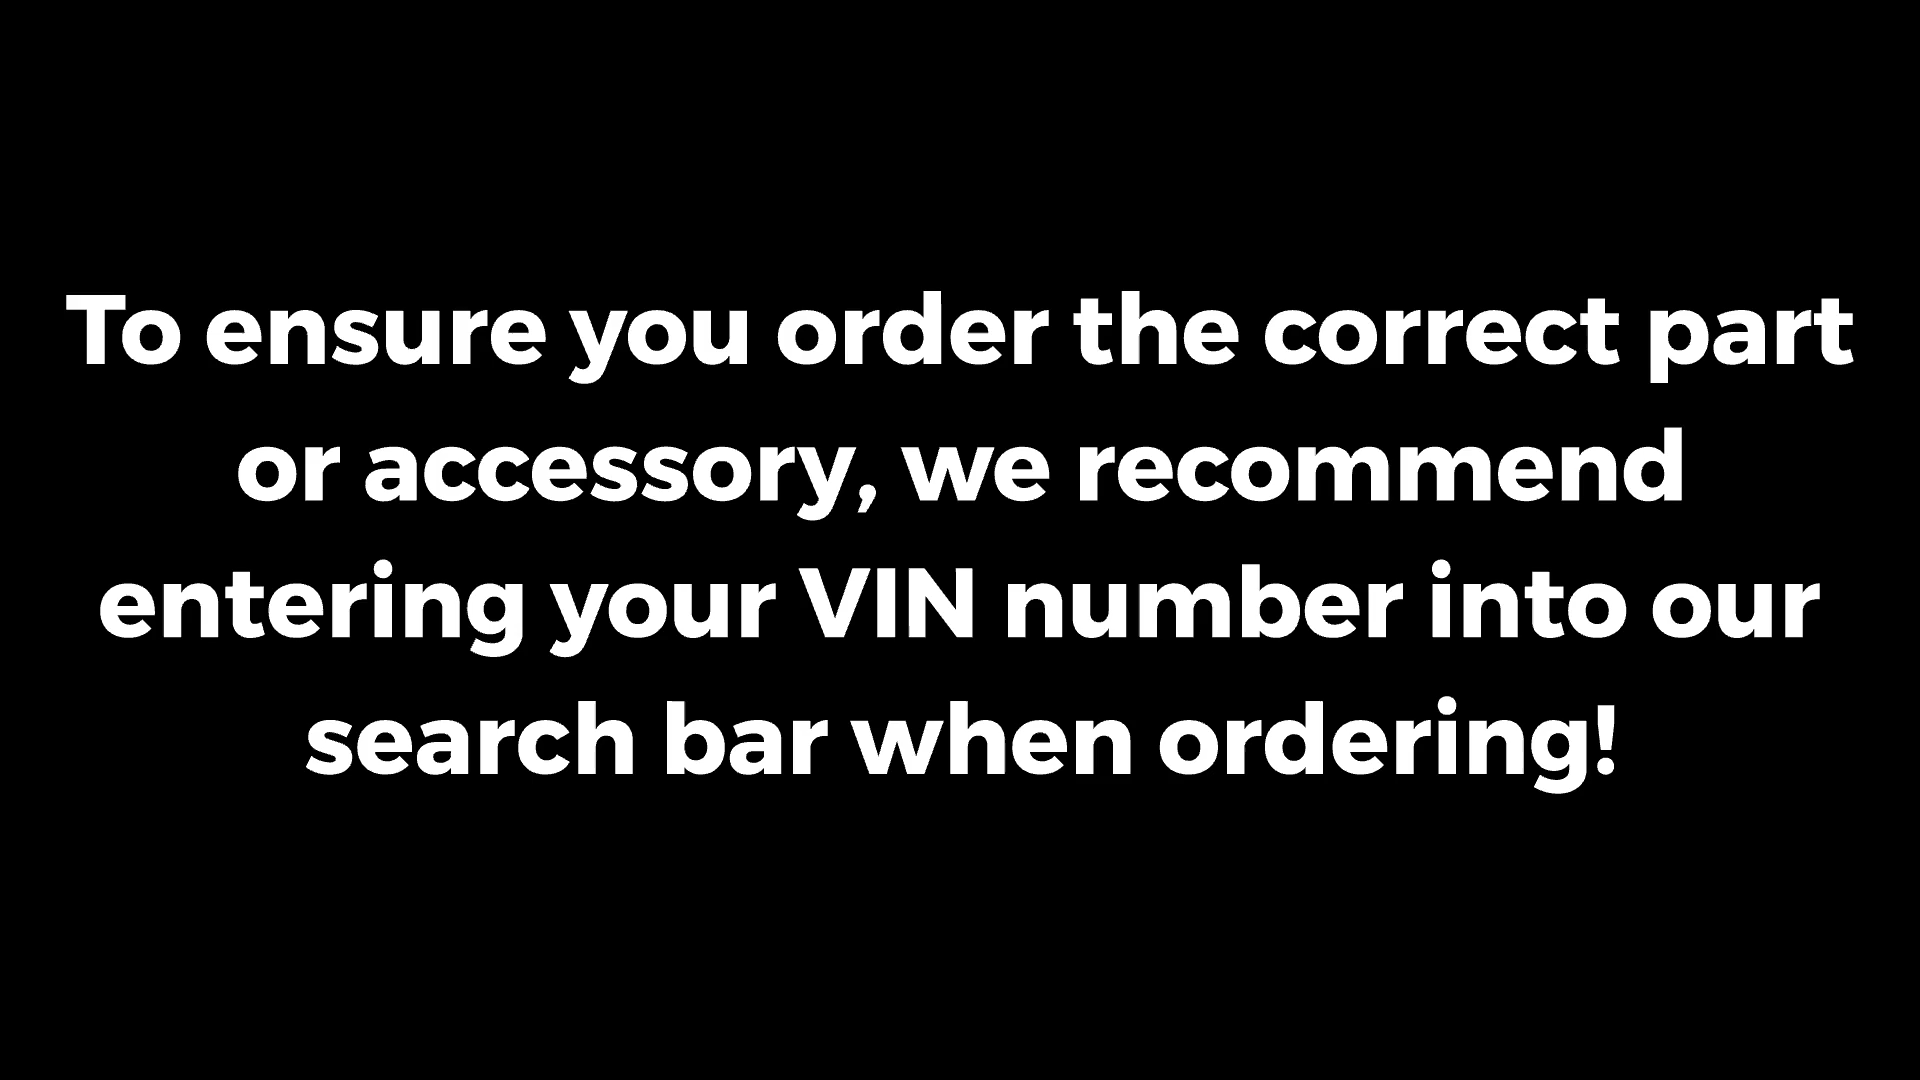 To ensure you order the correct part
or accessory, we recommend
entering your VIN number into our
search bar when ordering!